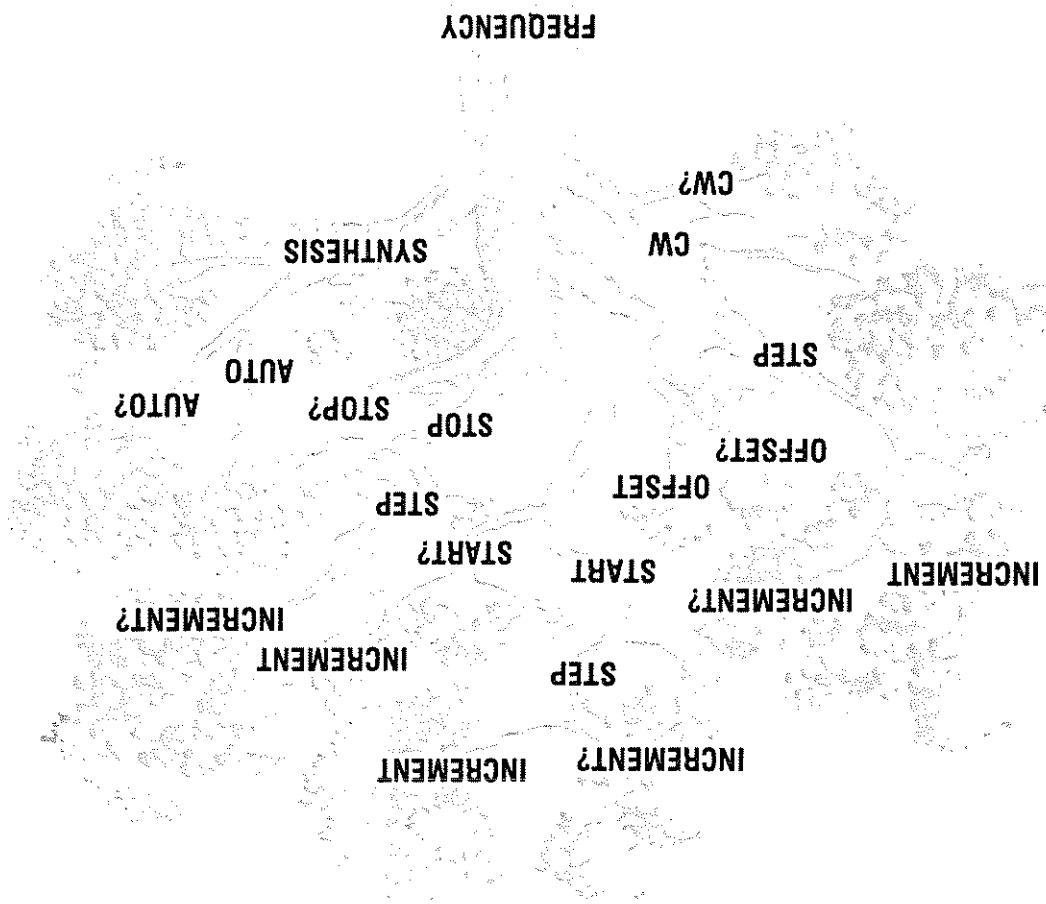 INCREMENT
INCREMENT?
STEP
INCREMENT
INCREMENT?
INCREMENT?
INCREMENT
START
START?
STEP
OFFSET
OFFSET?
STOP
STOP?
AUTO?
AUTO
STEP
SYNTHESIS
CW
CW?
FREQUENCY